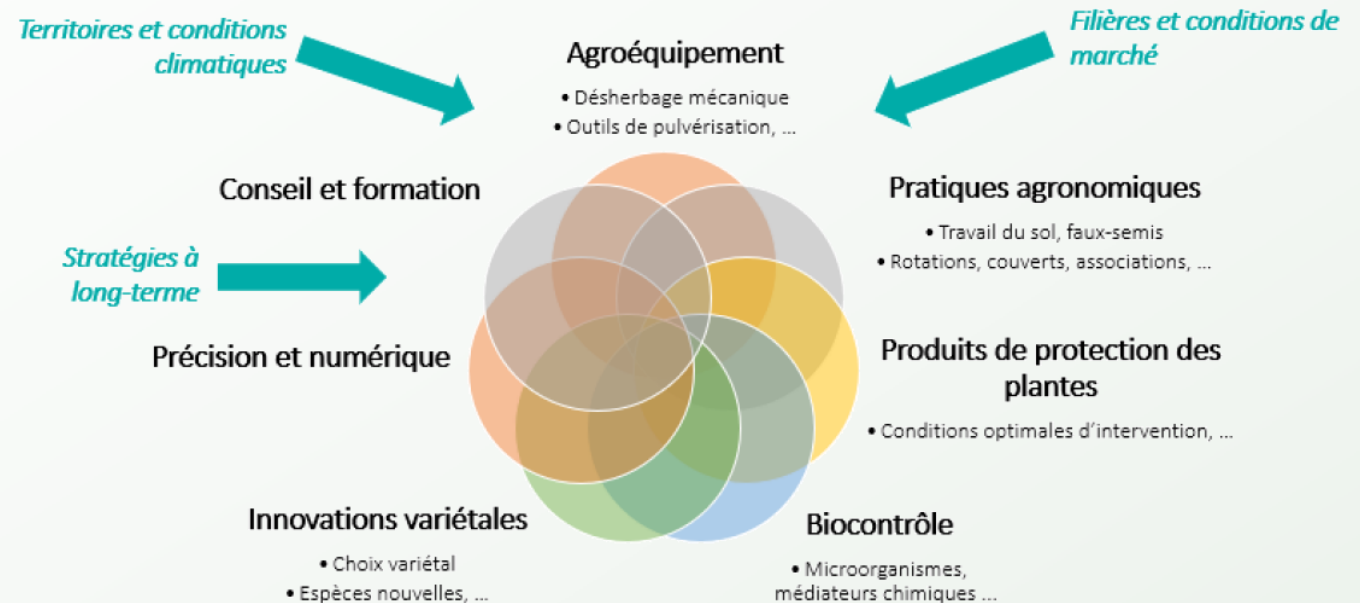 Territoires et conditions
climatiques
Filières et conditions de
marché
Agroéquipement
• Désherbage mécanique
• Outils de pulvérisation, ...
Conseil et formation
Pratiques agronomiques
• Travail du sol, faux-semis
• Rotations, couverts, associations, ...
Stratégies à
long-terme
Précision et numérique
Produits de protection des
plantes
• Conditions optimales d’intervention, ...
Innovations variétales
• Choix variétal
• Espèces nouvelles, ...
Biocontrôle
• Microorganismes,
médiateurs chimiques ...